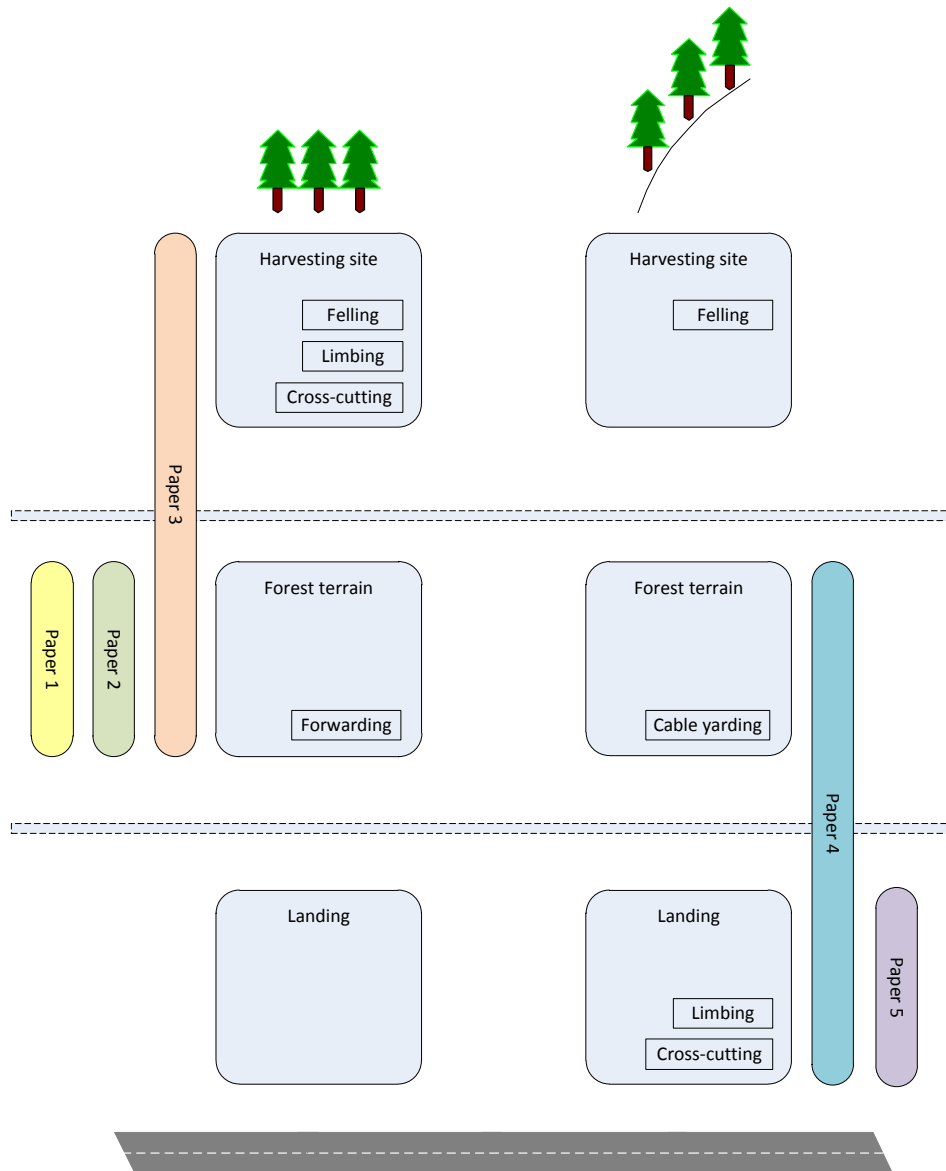 Harvesting site
Felling
Limbing
Cross-cutting
Harvesting site
Felling
Paper 3
Paper 1
Paper 2
Forest terrain
Forwarding
Forest terrain
Cable yarding
Paper 4
Landing
Landing
Limbing
Cross-cutting
Paper 5